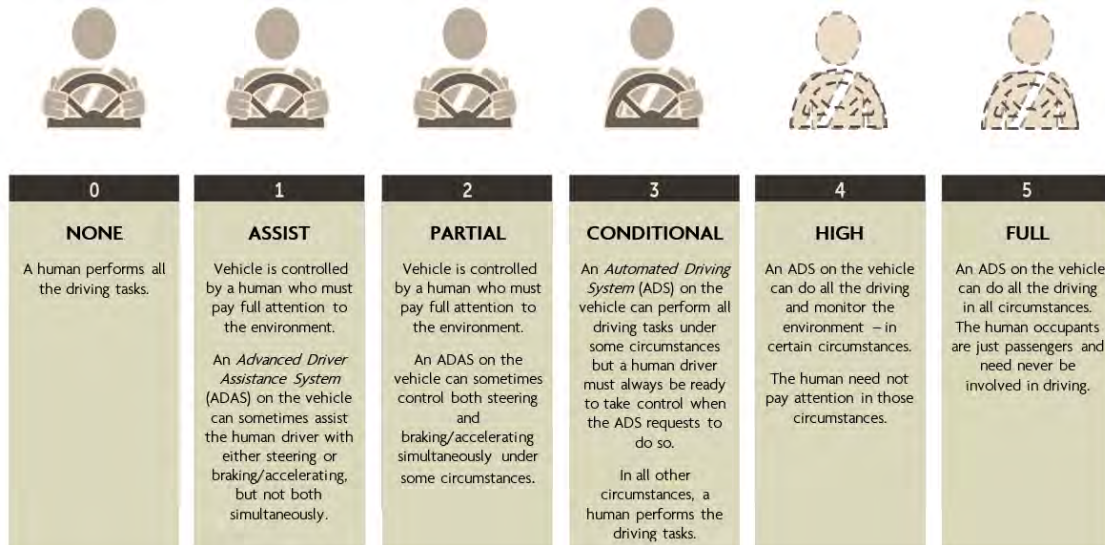 0
NONE
A human performs all
the driving tasks.
1
ASSIST
Vehicle is controlled
by a human who must
pay full attention to
the environment.
An Advanced Driver
Assistance System
(ADAS) on the vehicle
can sometimes assist
the human driver with
either steering or
braking/accelerating,
but not both
simultaneously.
2
PARTIAL
Vehicle is controlled
by a human who must
pay full attention to
the environment.
An ADAS on the
vehicle can sometimes
control both steering
and
braking/accelerating
simultaneously under
some circumstances.
3
CONDITIONAL
An Automated Driving
System (ADS) on the
vehicle can perform all
driving tasks under
some circumstances
but a human driver
must always be ready
to take control when
the ADS requests to
do so.
In all other
circumstances, a
human performs the
driving tasks.
4
HIGH
An ADS on the vehicle
can do all the driving
and monitor the
environment – in
certain circumstances.
The human need not
pay attention in those
circumstances.
5
FULL
An ADS on the vehicle
can do all the driving
in all circumstances.
The human occupants
are just passengers and
need never be
involved in driving.